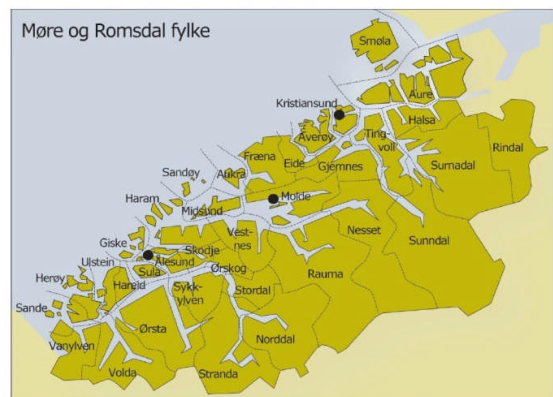 Møre og Romsdal fylke
Smøla
Kristiansund
Aure
Halsa
Averøy
Ting-
voll
Rindal
Fræna
Eide
Gjemnes
Surnadal
Sandøy
Aukra
Haram
Midsund
Molde
Vest-
nes
Nesset
Sunndal
Giske
Skodje
Ulstein
Ålesund
Sula
Ørskog
Rauma
Herøy
Hareid
Sykk-
ylven
Stordal
Sande
Ørsta
Norddal
Vanylven
Volda
Stranda